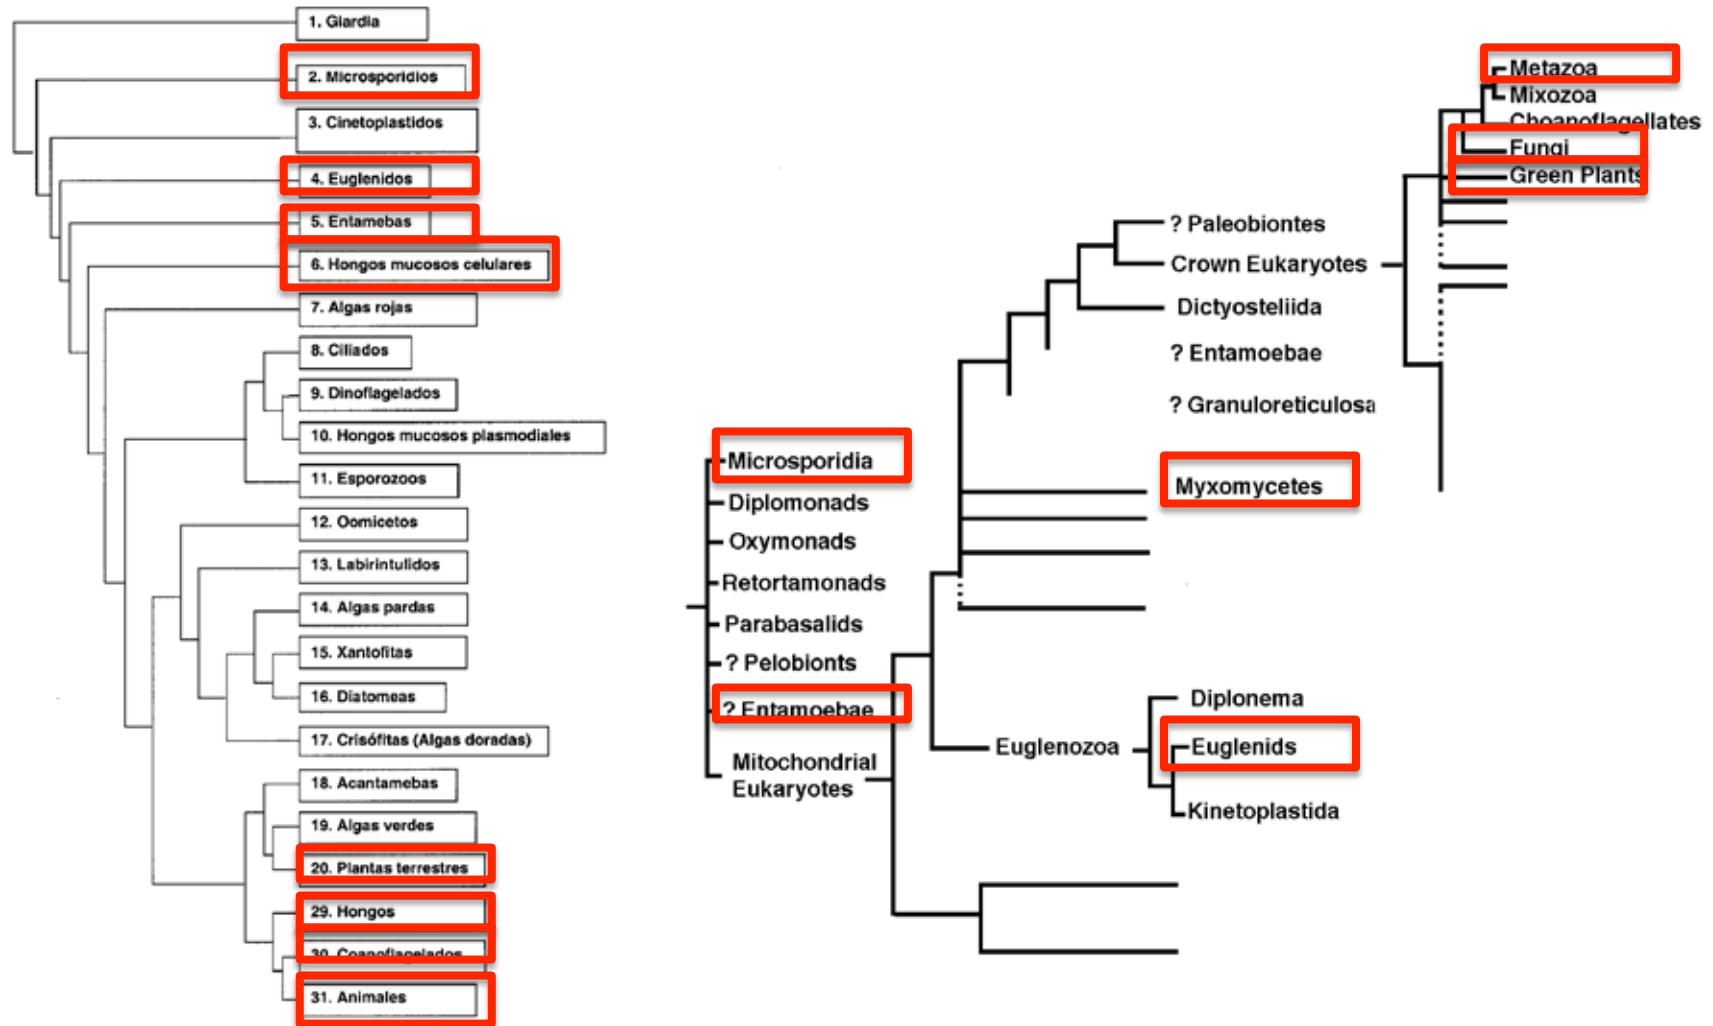 1. Giardia
2. Microsporidios
3. Cinetoplastidos
4. Euglenidos
5. Entamebas
6. Hongos mucosos celulares
7. Algas rojas
8. Ciliados
9. Dinoflagelados
10. Hongos mucosos plasmodiales
11. Esporozoos
12. Oomicetos
13. Labirintulidos
14. Algas pardas
15. Xantofitas
16. Diatomeas
17. Crisófitas (Algas doradas)
18. Acantamebas
19. Algas verdes
20. Plantas terrestres
29. Hongos
30. Coanoflagelados
31. Animales
Microsporidia
Diplomonads
Oxymonads
Retortamonads
Parabasalids
? Pelobionts
? Entamoebae
Mitochondrial
Eukaryotes
? Paleobiontes
Crown Eukaryotes
Dictyosteliida
? Entamoebae
? Granuloreticulosa
Myxomycetes
Euglenozoa
Diplonema
Euglenids
Kinetoplastida
Metazoa
Mixozoa
Choanoflagellates
Fungi
Green Plants